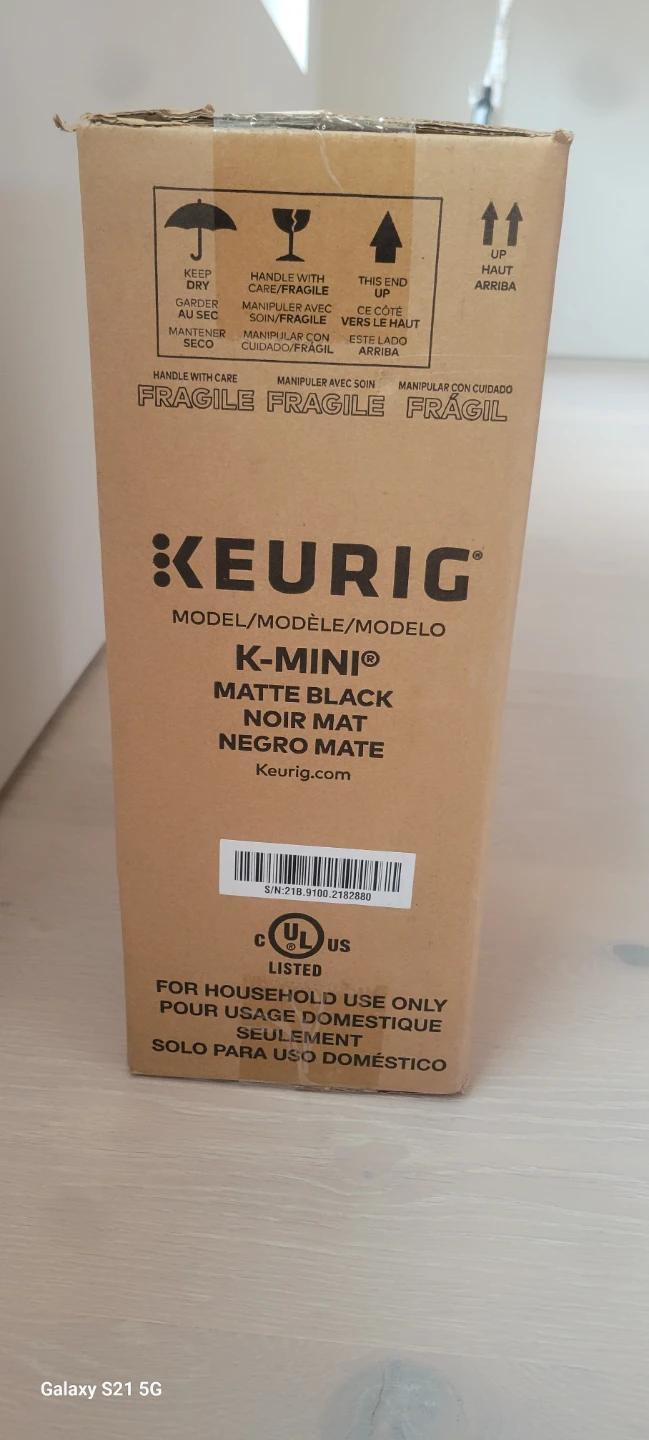 KEEP
DRY
GARDER
AU SEC
MANTENER
SECO
HANDLE WITH
CARE/FRAGILE
MANIPULER AVEC
SOIN/FRAGILE
MANIPULAR CON
CUIDADO/FRÁGIL
THIS END
UP
CE CÔTÉ
VERS LE HAUT
ESTE LADO
ARRIBA
UP
HAUT
ARRIBA
HANDLE WITH CARE
FRAGILE
MANIPULER AVEC SOIN
FRAGILE
MANIPULAR CON CUIDADO
FRÁGIL
KEURIG®
MODEL/MODÈLE/MODELO
K-MINI®
MATTE BLACK
NOIR MAT
NEGRO MATE
Keurig.com
S/N:21B.9100.2182880
C UL® US
LISTED
FOR HOUSEHOLD USE ONLY
POUR USAGE DOMESTIQUE
SEULEMENT
SOLO PARA USO DOMÉSTICO
Galaxy S21 5G